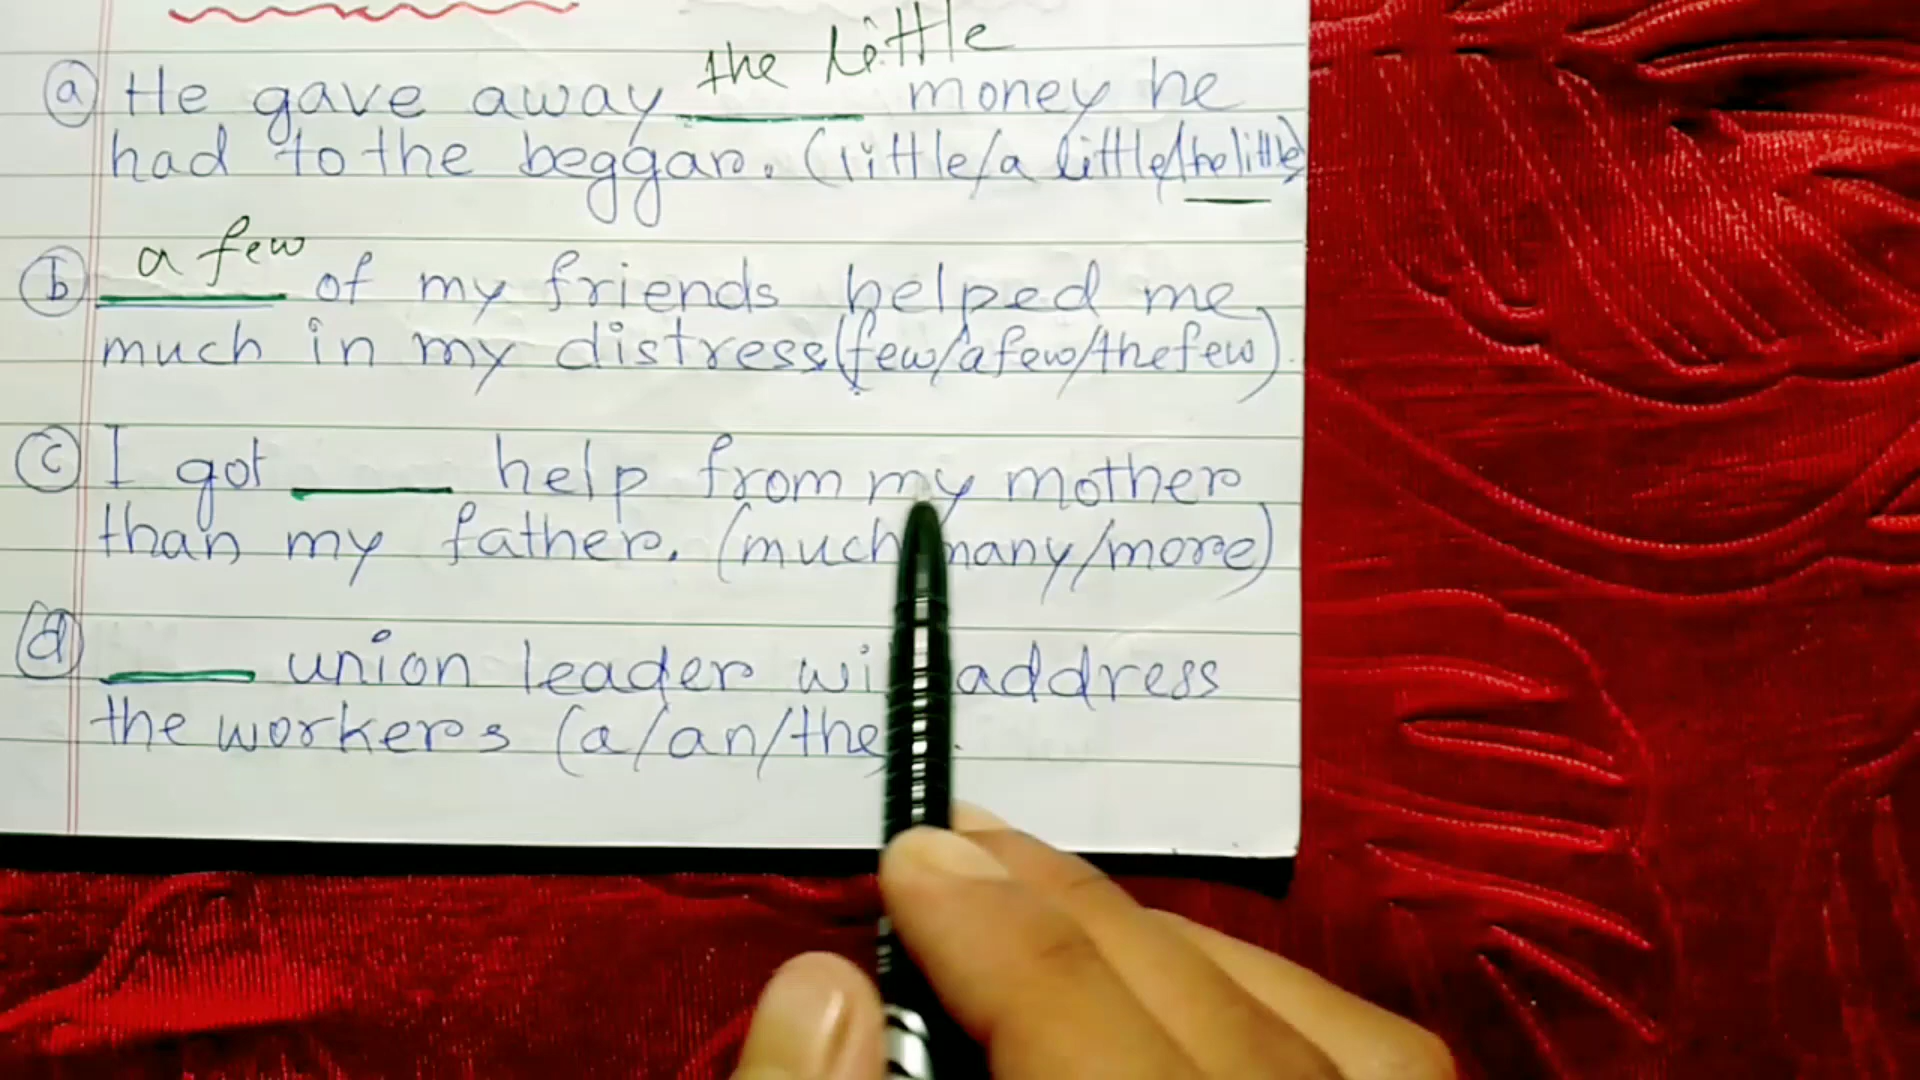 the little
(a) He gave away ____ money he
had to the beggar. (little/a little/the little)
a few
(b) ____ of my friends helped me
much in my distress (few/a few/the few).
(c) I got ____ help from my mother
than my father. (much many/more)
(d) ____ union leader address
the workers (a/an/the